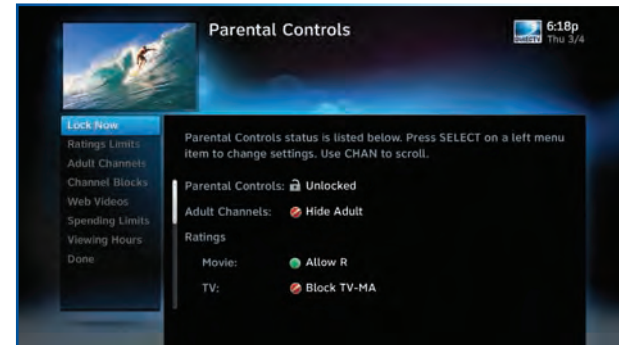 Parental Controls
DIRECTV
6:18p
Thu 3/4
Lock Now
Ratings Limits
Adult Channels
Channel Blocks
Web Videos
Spending Limits
Viewing Hours
Done
Parental Controls status is listed below. Press SELECT on a left menu
item to change settings. Use CHAN to scroll.
Parental Controls: Unlocked
Adult Channels: Hide Adult
Ratings
Movie: Allow R
TV: Block TV-MA